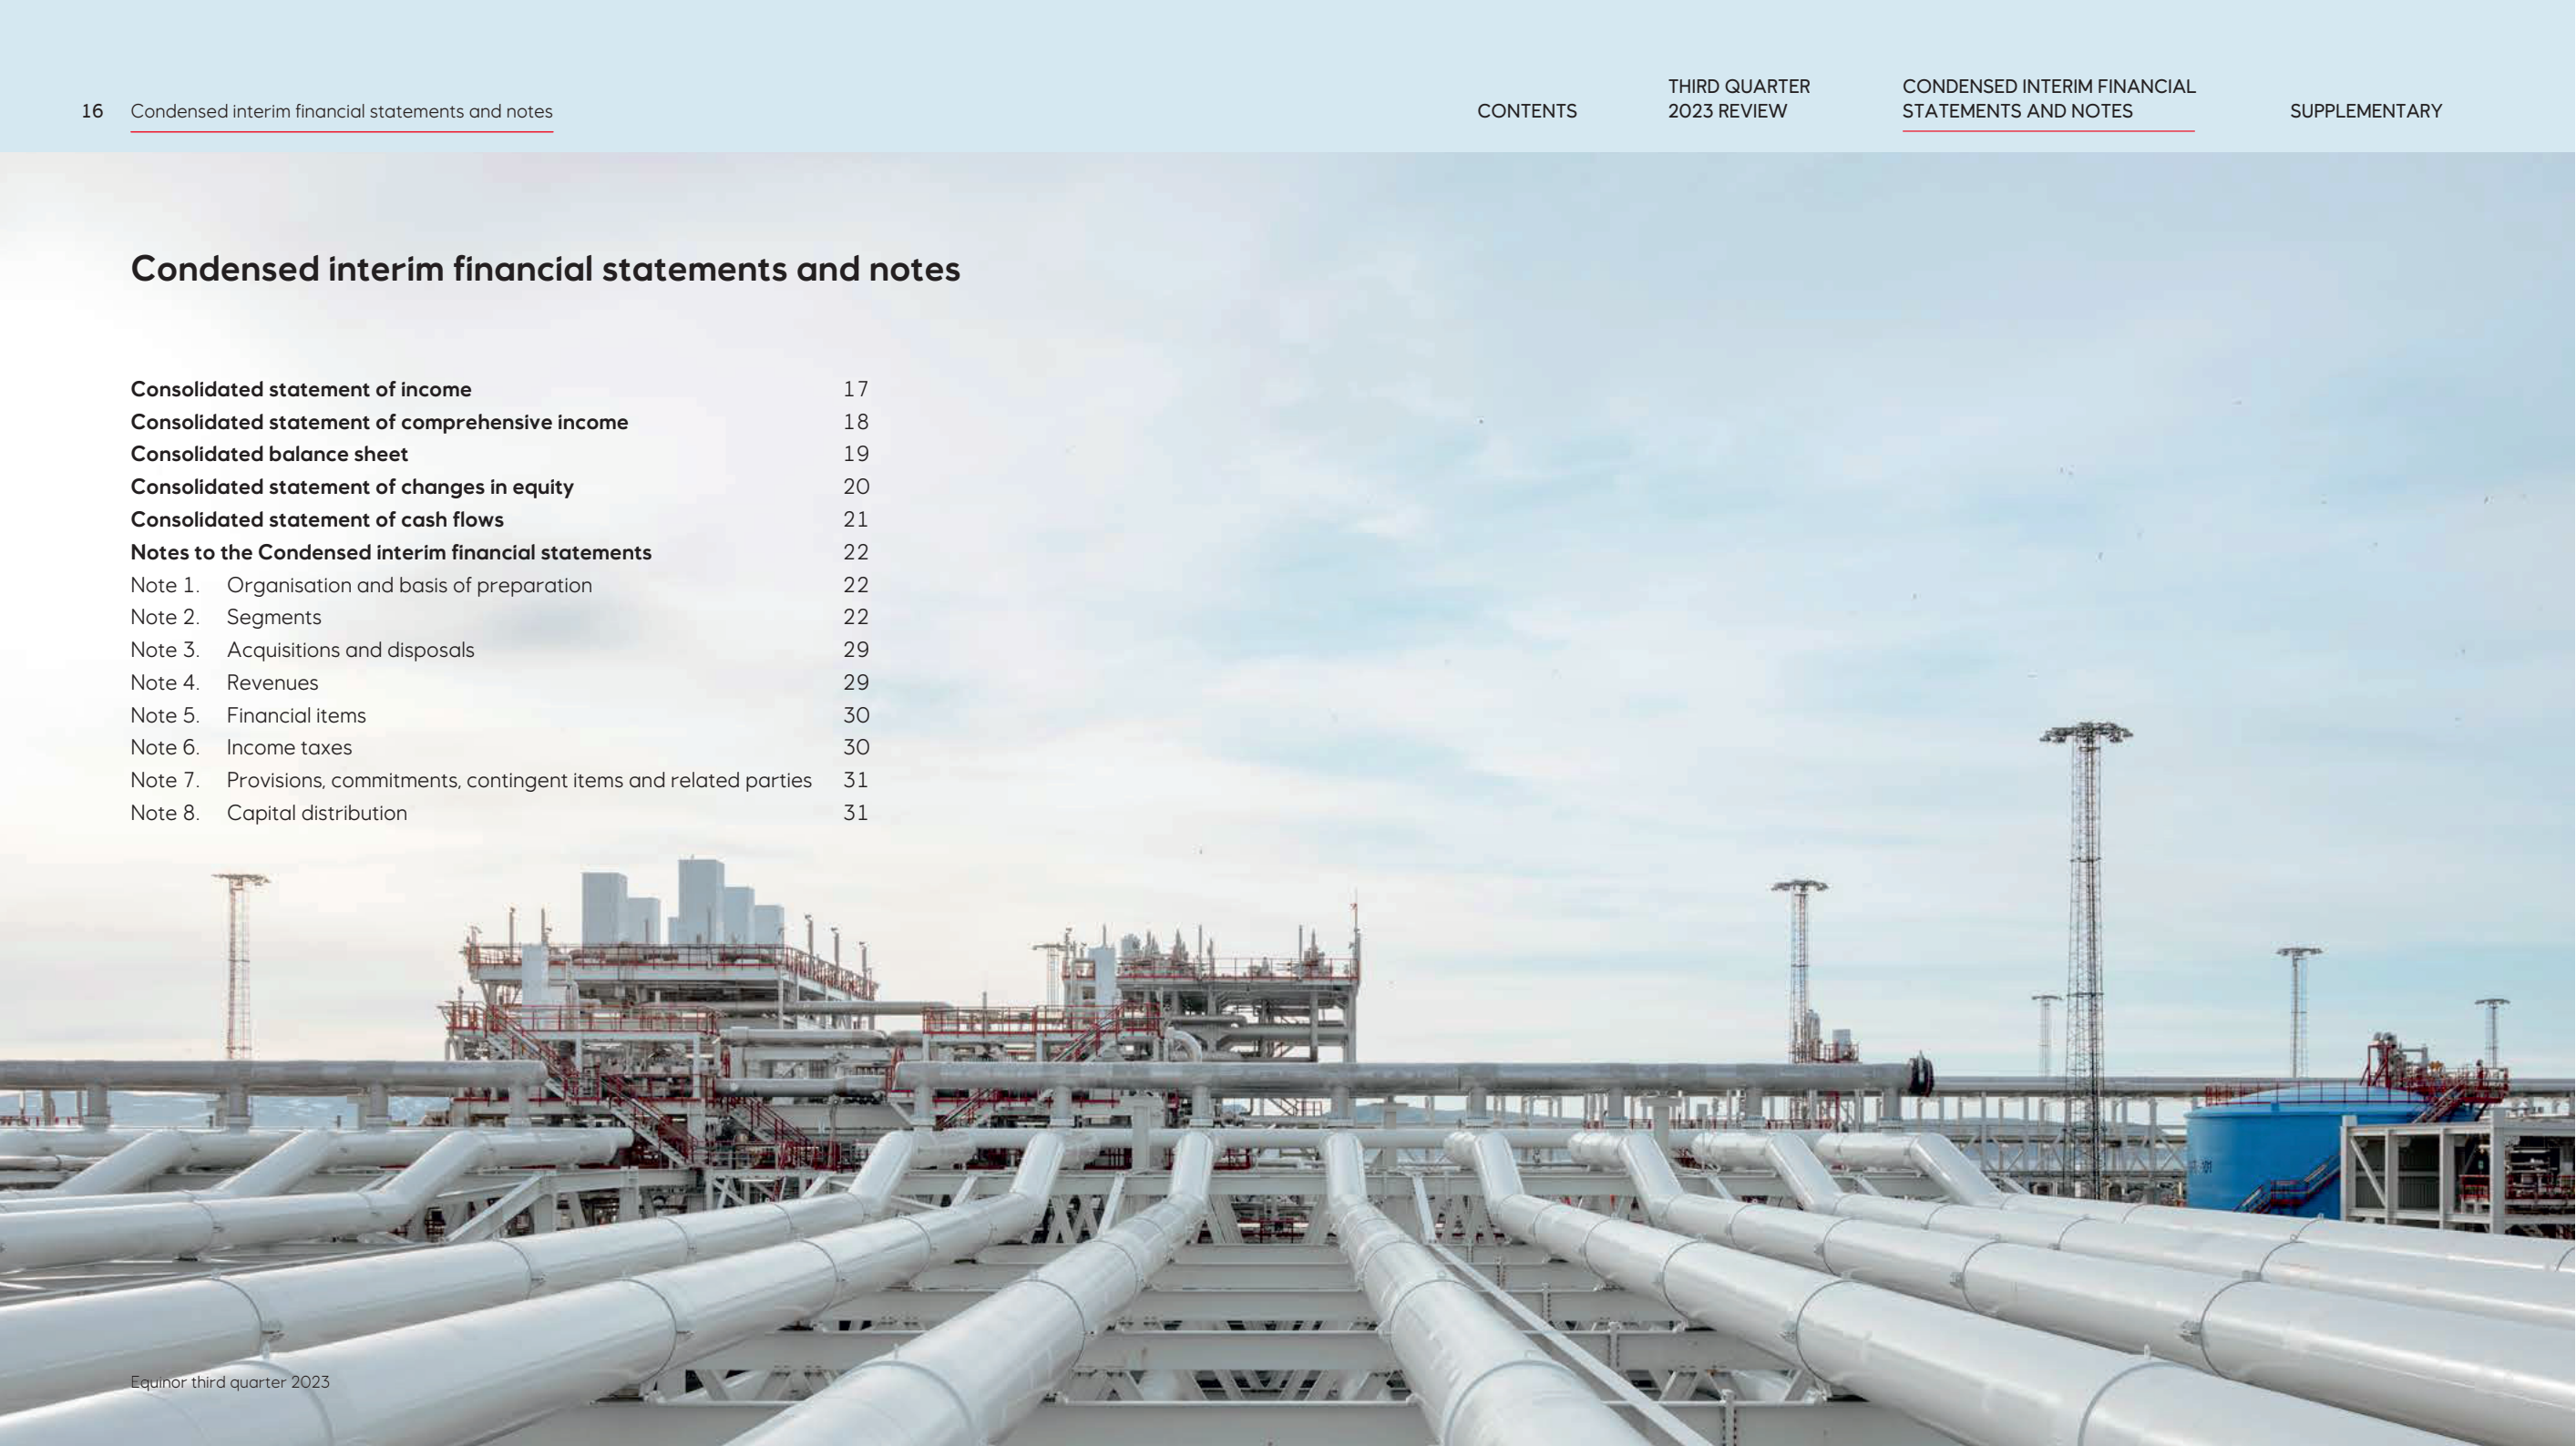 16 Condensed interim financial statements and notes
CONTENTS
THIRD QUARTER
2023 REVIEW
CONDENSED INTERIM FINANCIAL
STATEMENTS AND NOTES
SUPPLEMENTARY
Condensed interim financial statements and notes
Consolidated statement of income 17
Consolidated statement of comprehensive income 18
Consolidated balance sheet 19
Consolidated statement of changes in equity 20
Consolidated statement of cash flows 21
Notes to the Condensed interim financial statements 22
Note 1. Organisation and basis of preparation 22
Note 2. Segments 22
Note 3. Acquisitions and disposals 29
Note 4. Revenues 29
Note 5. Financial items 30
Note 6. Income taxes 30
Note 7. Provisions, commitments, contingent items and related parties 31
Note 8. Capital distribution 31
Equinor third quarter 2023